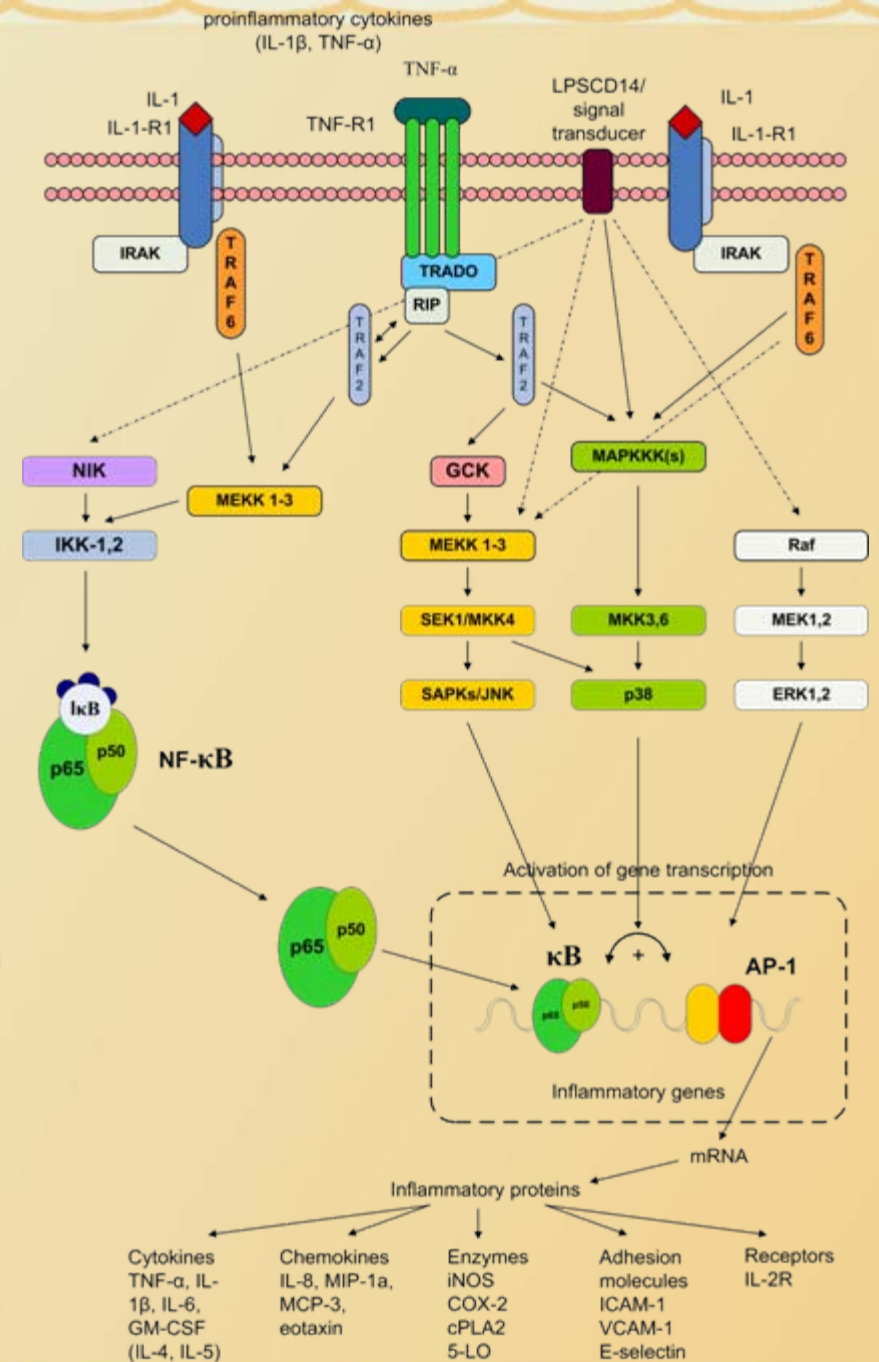 proinflammatory cytokines
(IL-1β, TNF-α)
TNF-α
IL-1
IL-1-R1
TNF-R1
LPSCD14/
signal
transducer
IL-1
IL-1-R1
IRAK
TRAF6
TRADO
RIP
IRAK
TRAF6
TRAF2
TRAF2
NIK
MEKK 1-3
GCK
MAPKKK(s)
IKK-1,2
MEKK 1-3
Raf
SEK1/MKK4
MKK3,6
MEK1,2
SAPKs/JNK
p38
ERK1,2
IκB
p65
p50
NF-κB
Activation of gene transcription
p65
p50
κB
+
AP-1
p65
p50
Inflammatory genes
mRNA
Inflammatory proteins
Cytokines
TNF-α, IL-
1β, IL-6,
GM-CSF
(IL-4, IL-5)
Chemokines
IL-8, MIP-1a,
MCP-3,
eotaxin
Enzymes
iNOS
COX-2
cPLA2
5-LO
Adhesion
molecules
ICAM-1
VCAM-1
E-selectin
Receptors
IL-2R